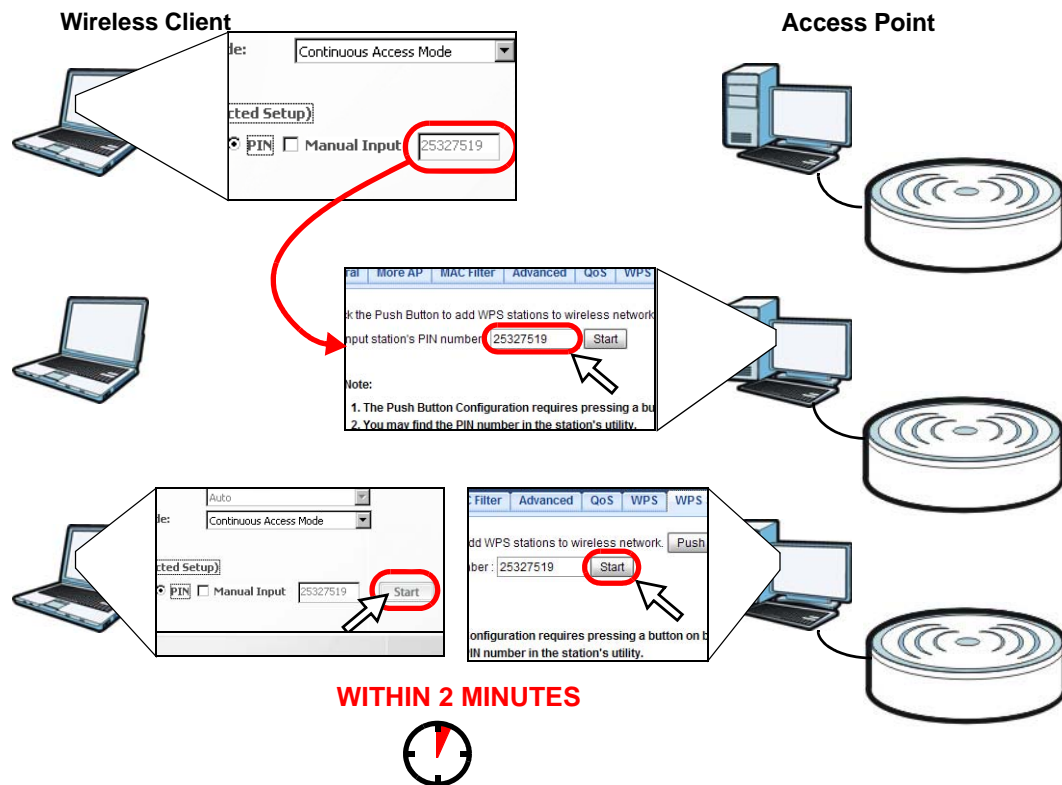 Wireless Client
Access Point
de:
Continuous Access Mode
cted Setup)
PIN
Manual Input
25327519
ral
More AP
MAC Filter
Advanced
QoS
WPS
k the Push Button to add WPS stations to wireless network
nput station's PIN number
25327519
Start
Note:
1. The Push Button Configuration requires pressing a bu
2. You may find the PIN number in the station's utility.
Auto
de:
Continuous Access Mode
cted Setup)
PIN
Manual Input
25327519
Start
Filter
Advanced
QoS
WPS
WPS
dd WPS stations to wireless network.
Push
ber :
25327519
Start
onfiguration requires pressing a button on b
PIN number in the station's utility.
WITHIN 2 MINUTES